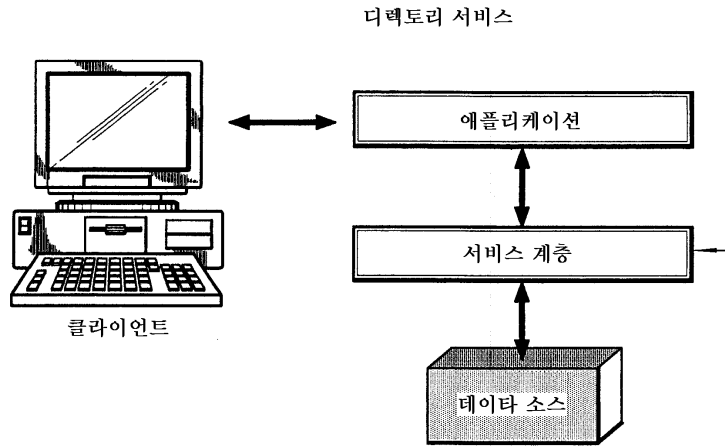 디렉토리 서비스
애플리케이션
서비스 계층
클라이언트
데이타 소스